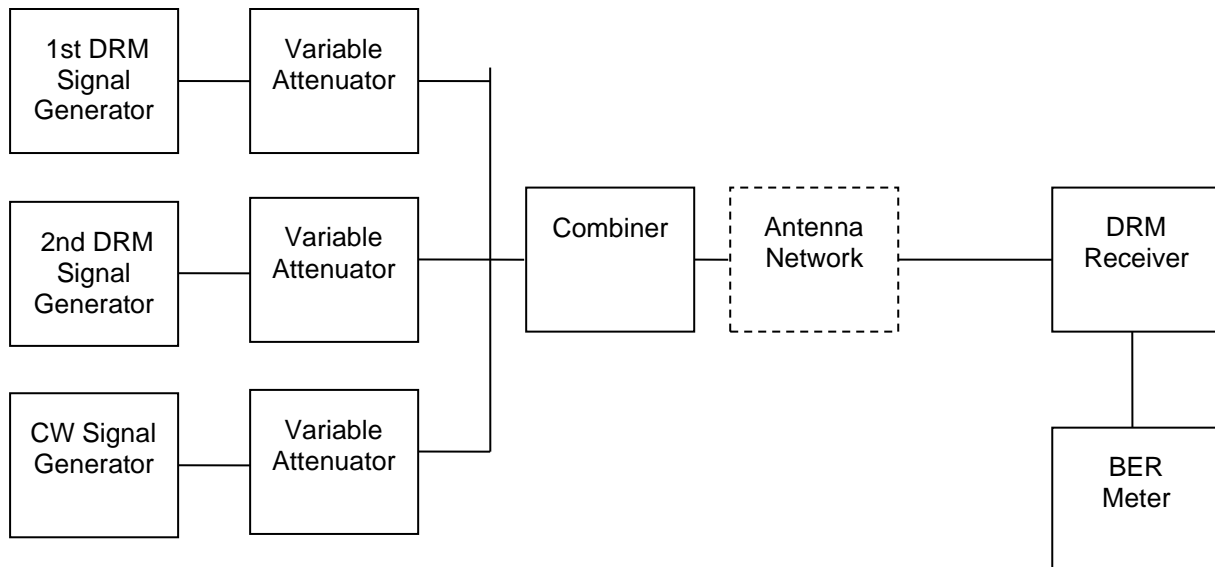 1st DRM
Signal
Generator
Variable
Attenuator
2nd DRM
Signal
Generator
Variable
Attenuator
CW Signal
Generator
Variable
Attenuator
Combiner
Antenna
Network
DRM
Receiver
BER
Meter